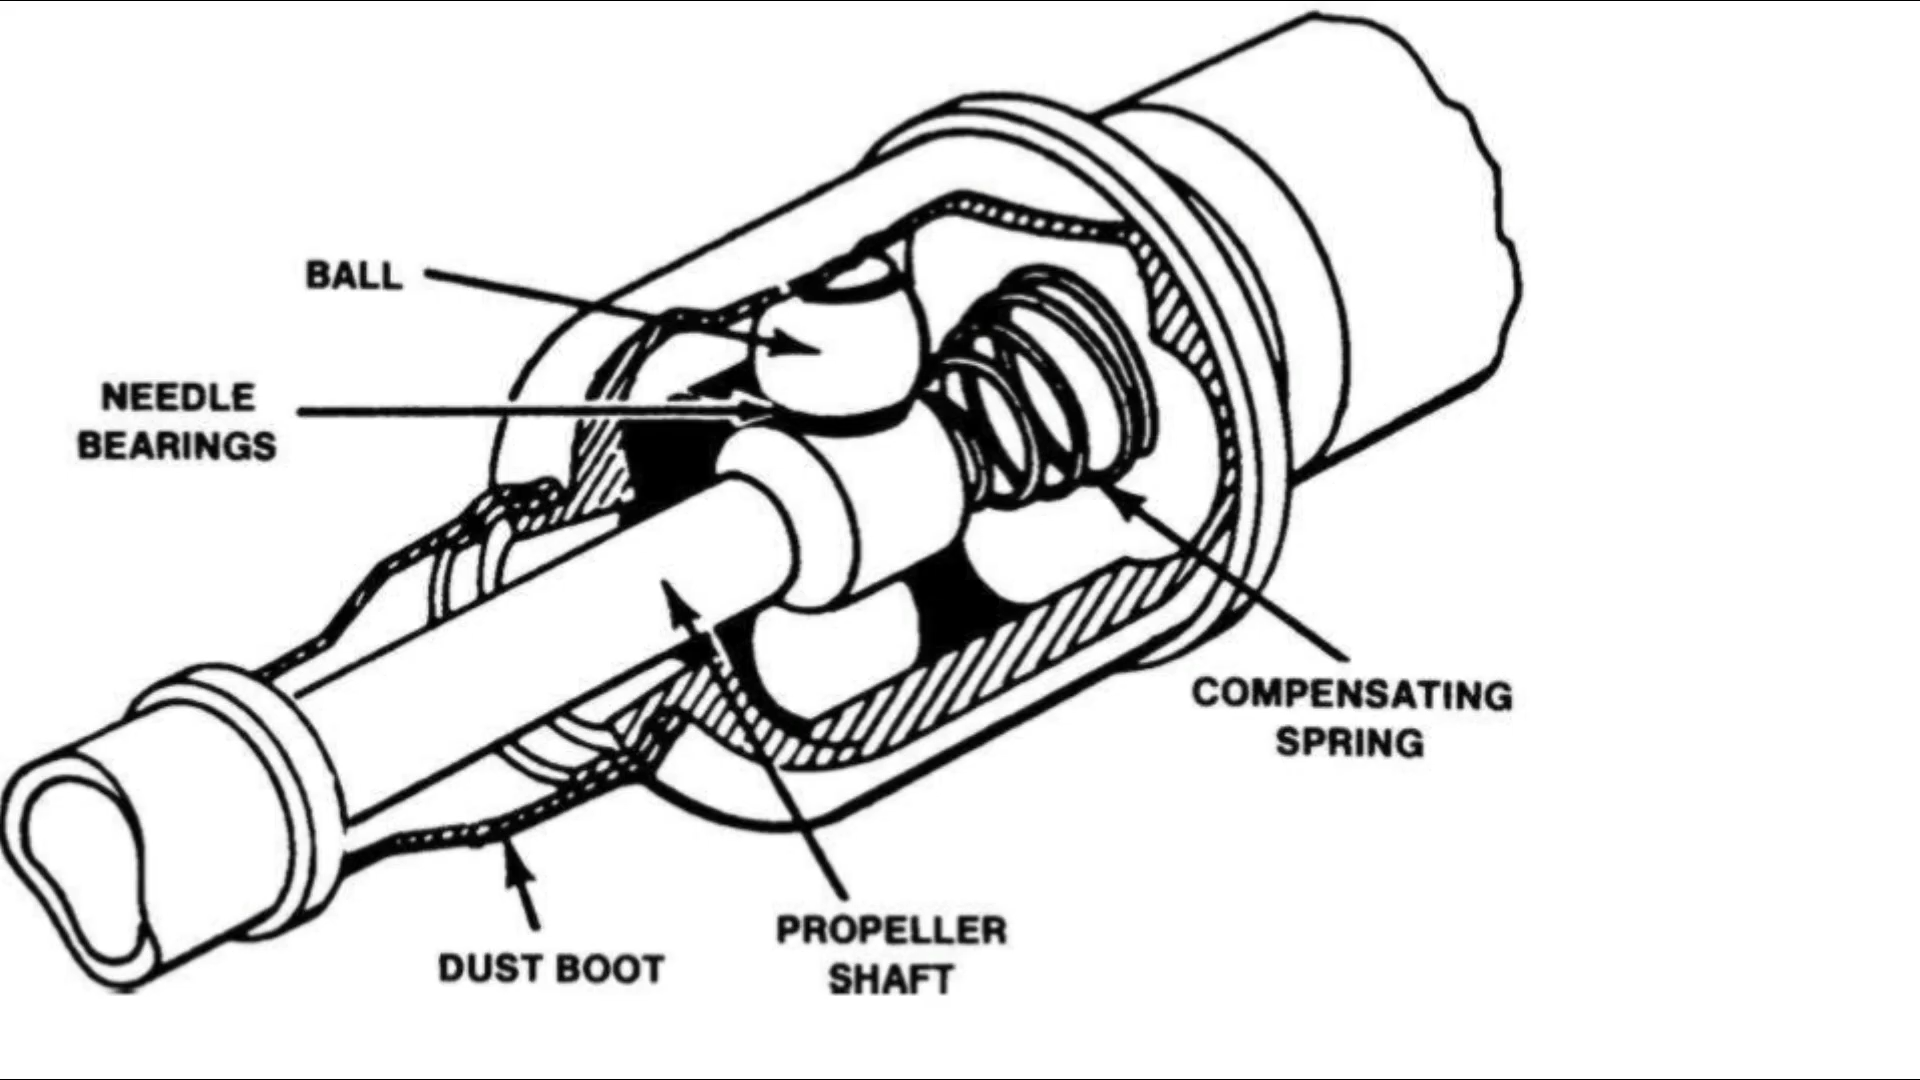 BALL
NEEDLE
BEARINGS
COMPENSATING
SPRING
PROPELLER
SHAFT
DUST BOOT